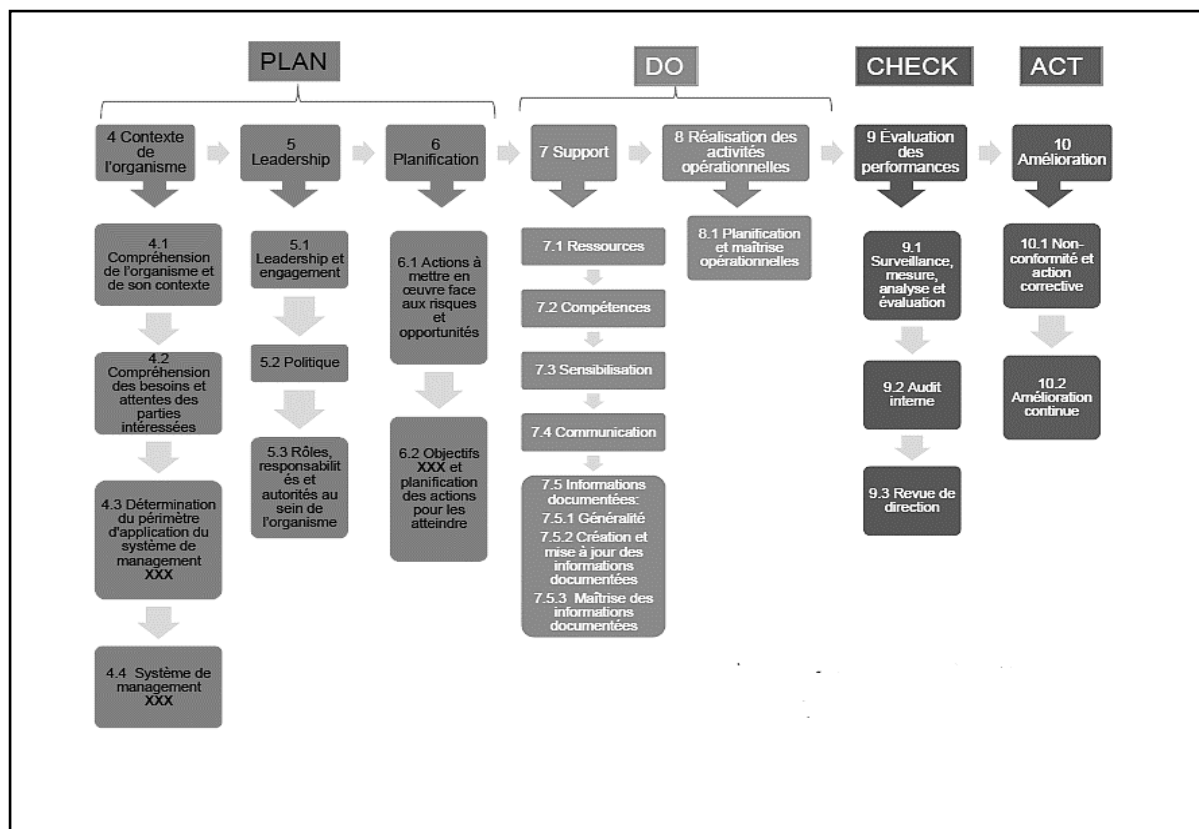 PLAN
DO
CHECK
ACT
4 Contexte
de
l'organisme
5
Leadership
6
Planification
7 Support
8 Réalisation des
activités
opérationnelles
9 Évaluation
des
performances
10
Amélioration
4.1
Compréhension
de l'organisme et
de son contexte
4.2
Compréhension
des besoins et
attentes des
parties
intéressées
4.3 Détermination
du périmètre
d'application du
système de
management
XXX
4.4 Système de
management
XXX
5.1
Leadership et
engagement
5.2 Politique
5.3 Rôles,
responsabilit
és et
autorités au
sein de
l'organisme
6.1 Actions à
mettre en
œuvre face
aux risques
et
opportunités
6.2 Objectifs
XXX et
planification
des actions
pour les
atteindre
7.1 Ressources
7.2 Compétences
7.3 Sensibilisation
7.4 Communication
7.5 Informations
documentées:
7.5.1 Généralité
7.5.2 Création et
mise à jour des
informations
documentées
7.5.3 Maîtrise des
informations
documentées
8.1 Planification
et maîtrise
opérationnelles
9.1
Surveillance,
mesure,
analyse et
évaluation
9.2 Audit
interne
9.3 Revue de
direction
10.1 Non-
conformité et
action
corrective
10.2
Amélioration
continue